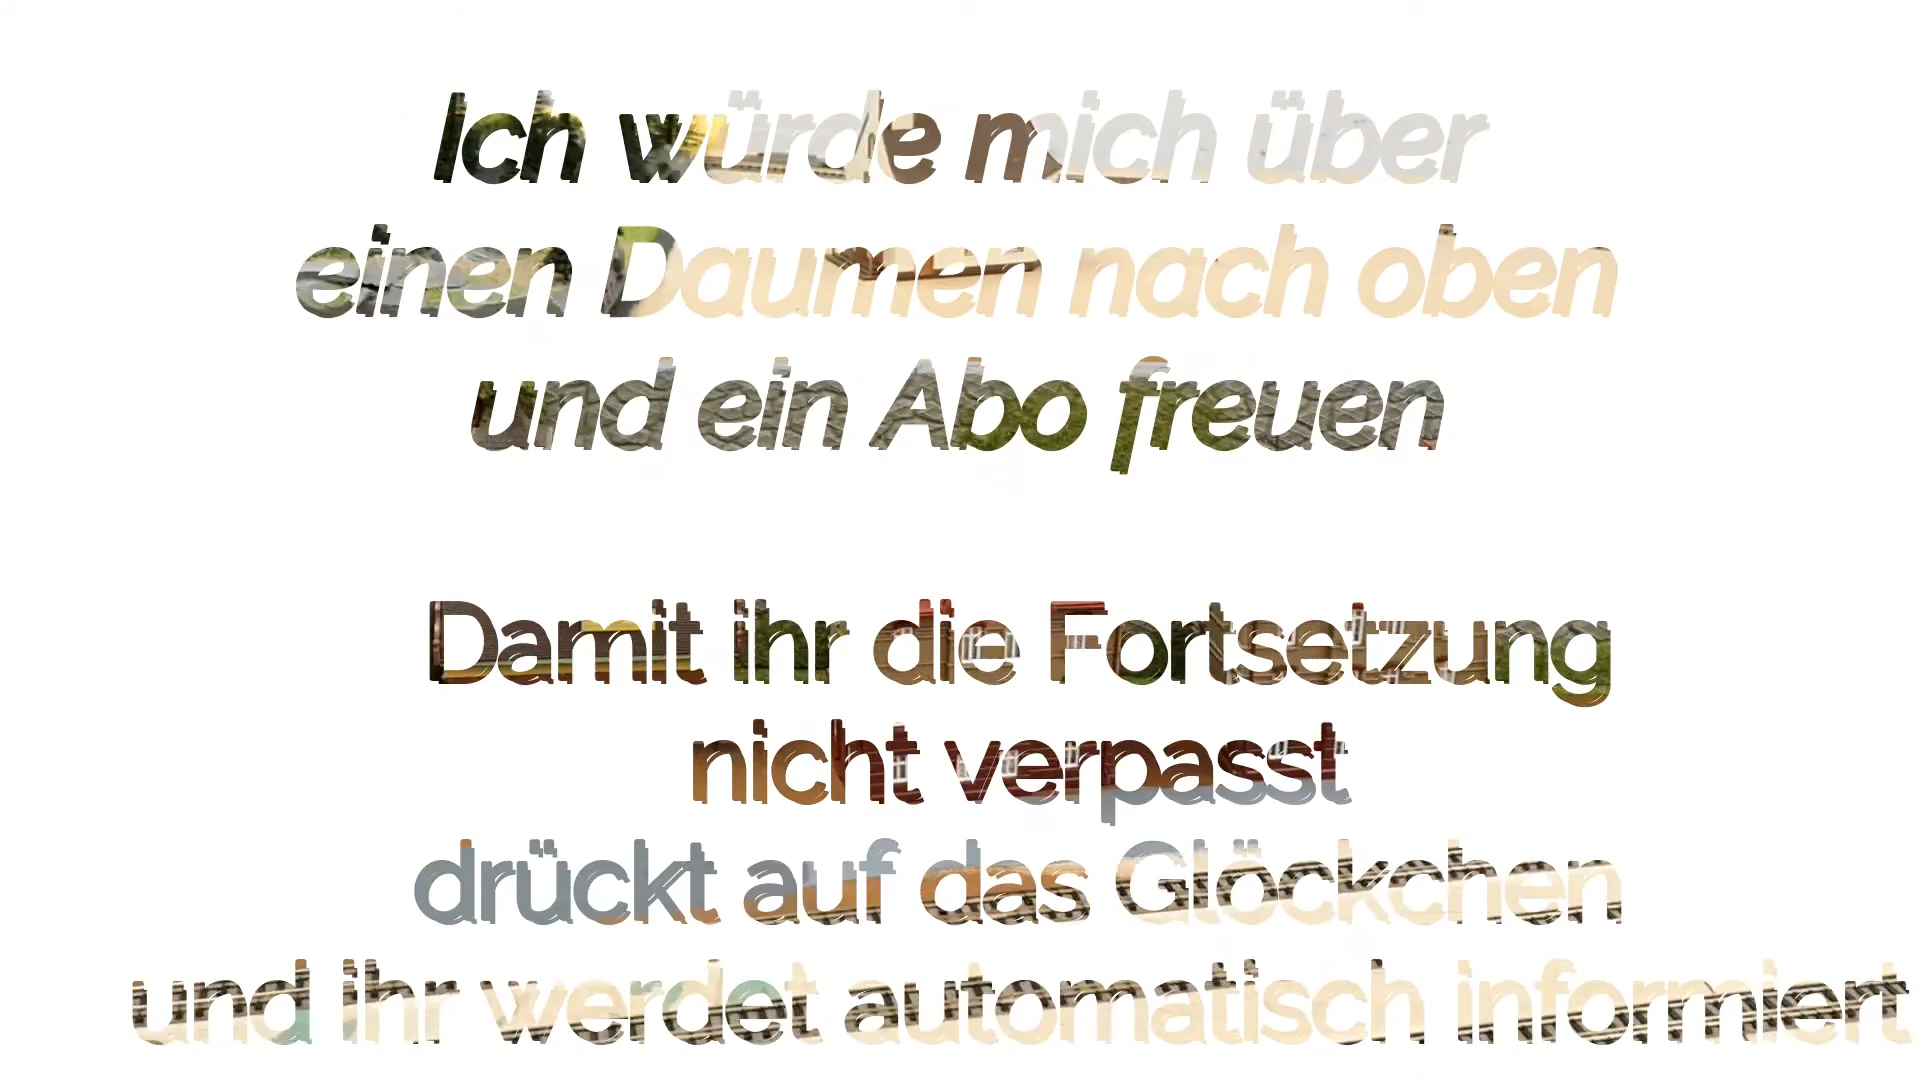 Ich würde mich über
einen Daumen nach oben
und ein Abo freuen
Damit ihr die Fortsetzung
nicht verpasst
drückt auf das Glöckchen
und ihr werdet automatisch informiert